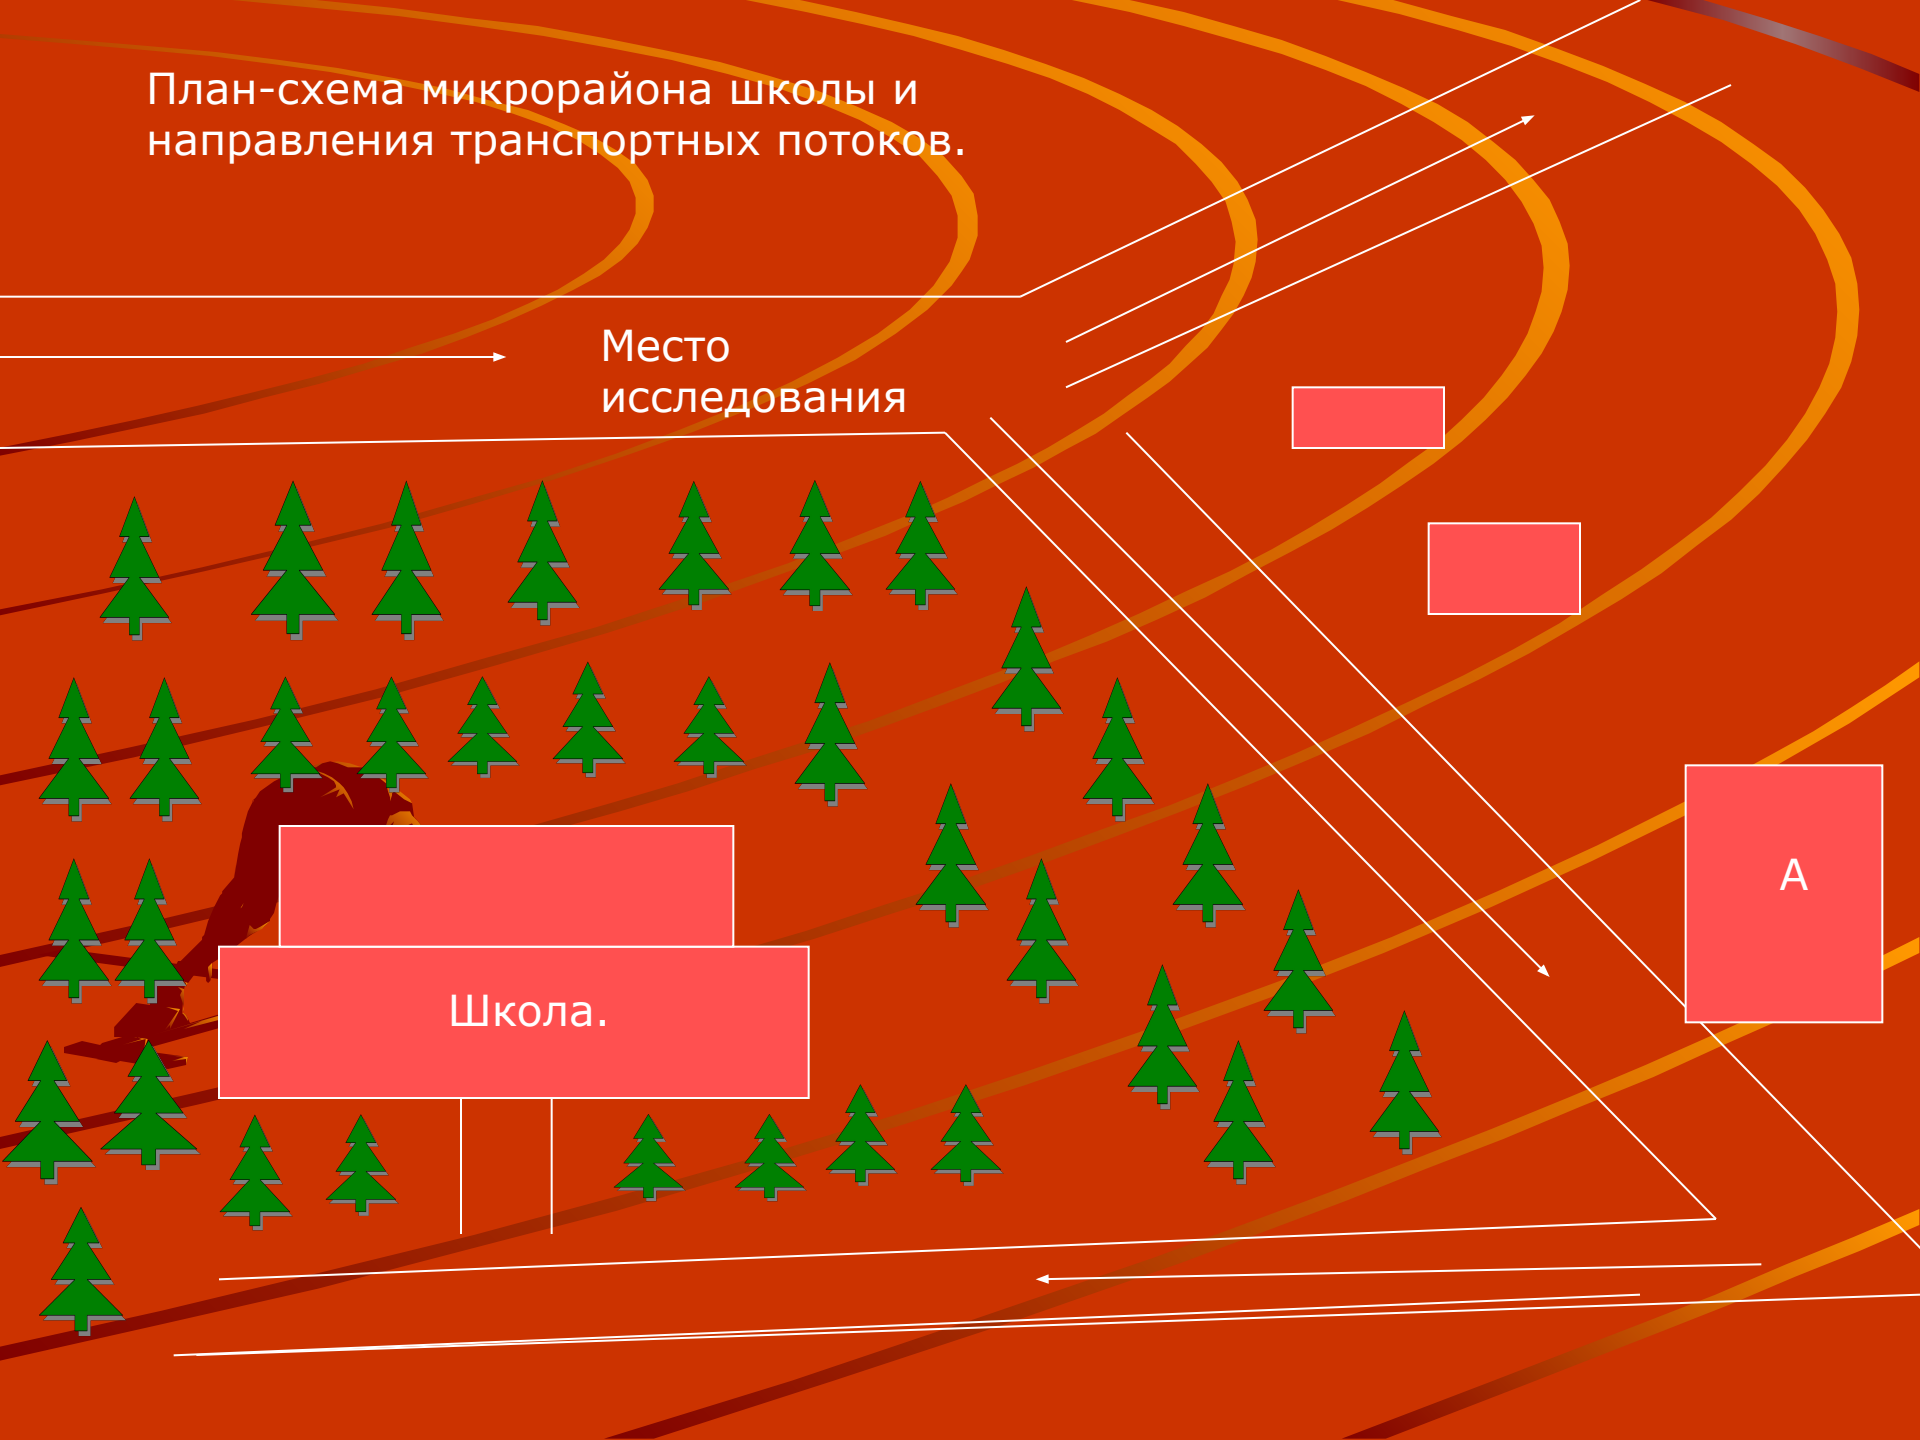 План-схема микрорайона школы и
направления транспортных потоков.
Место
исследования
А
Школа.